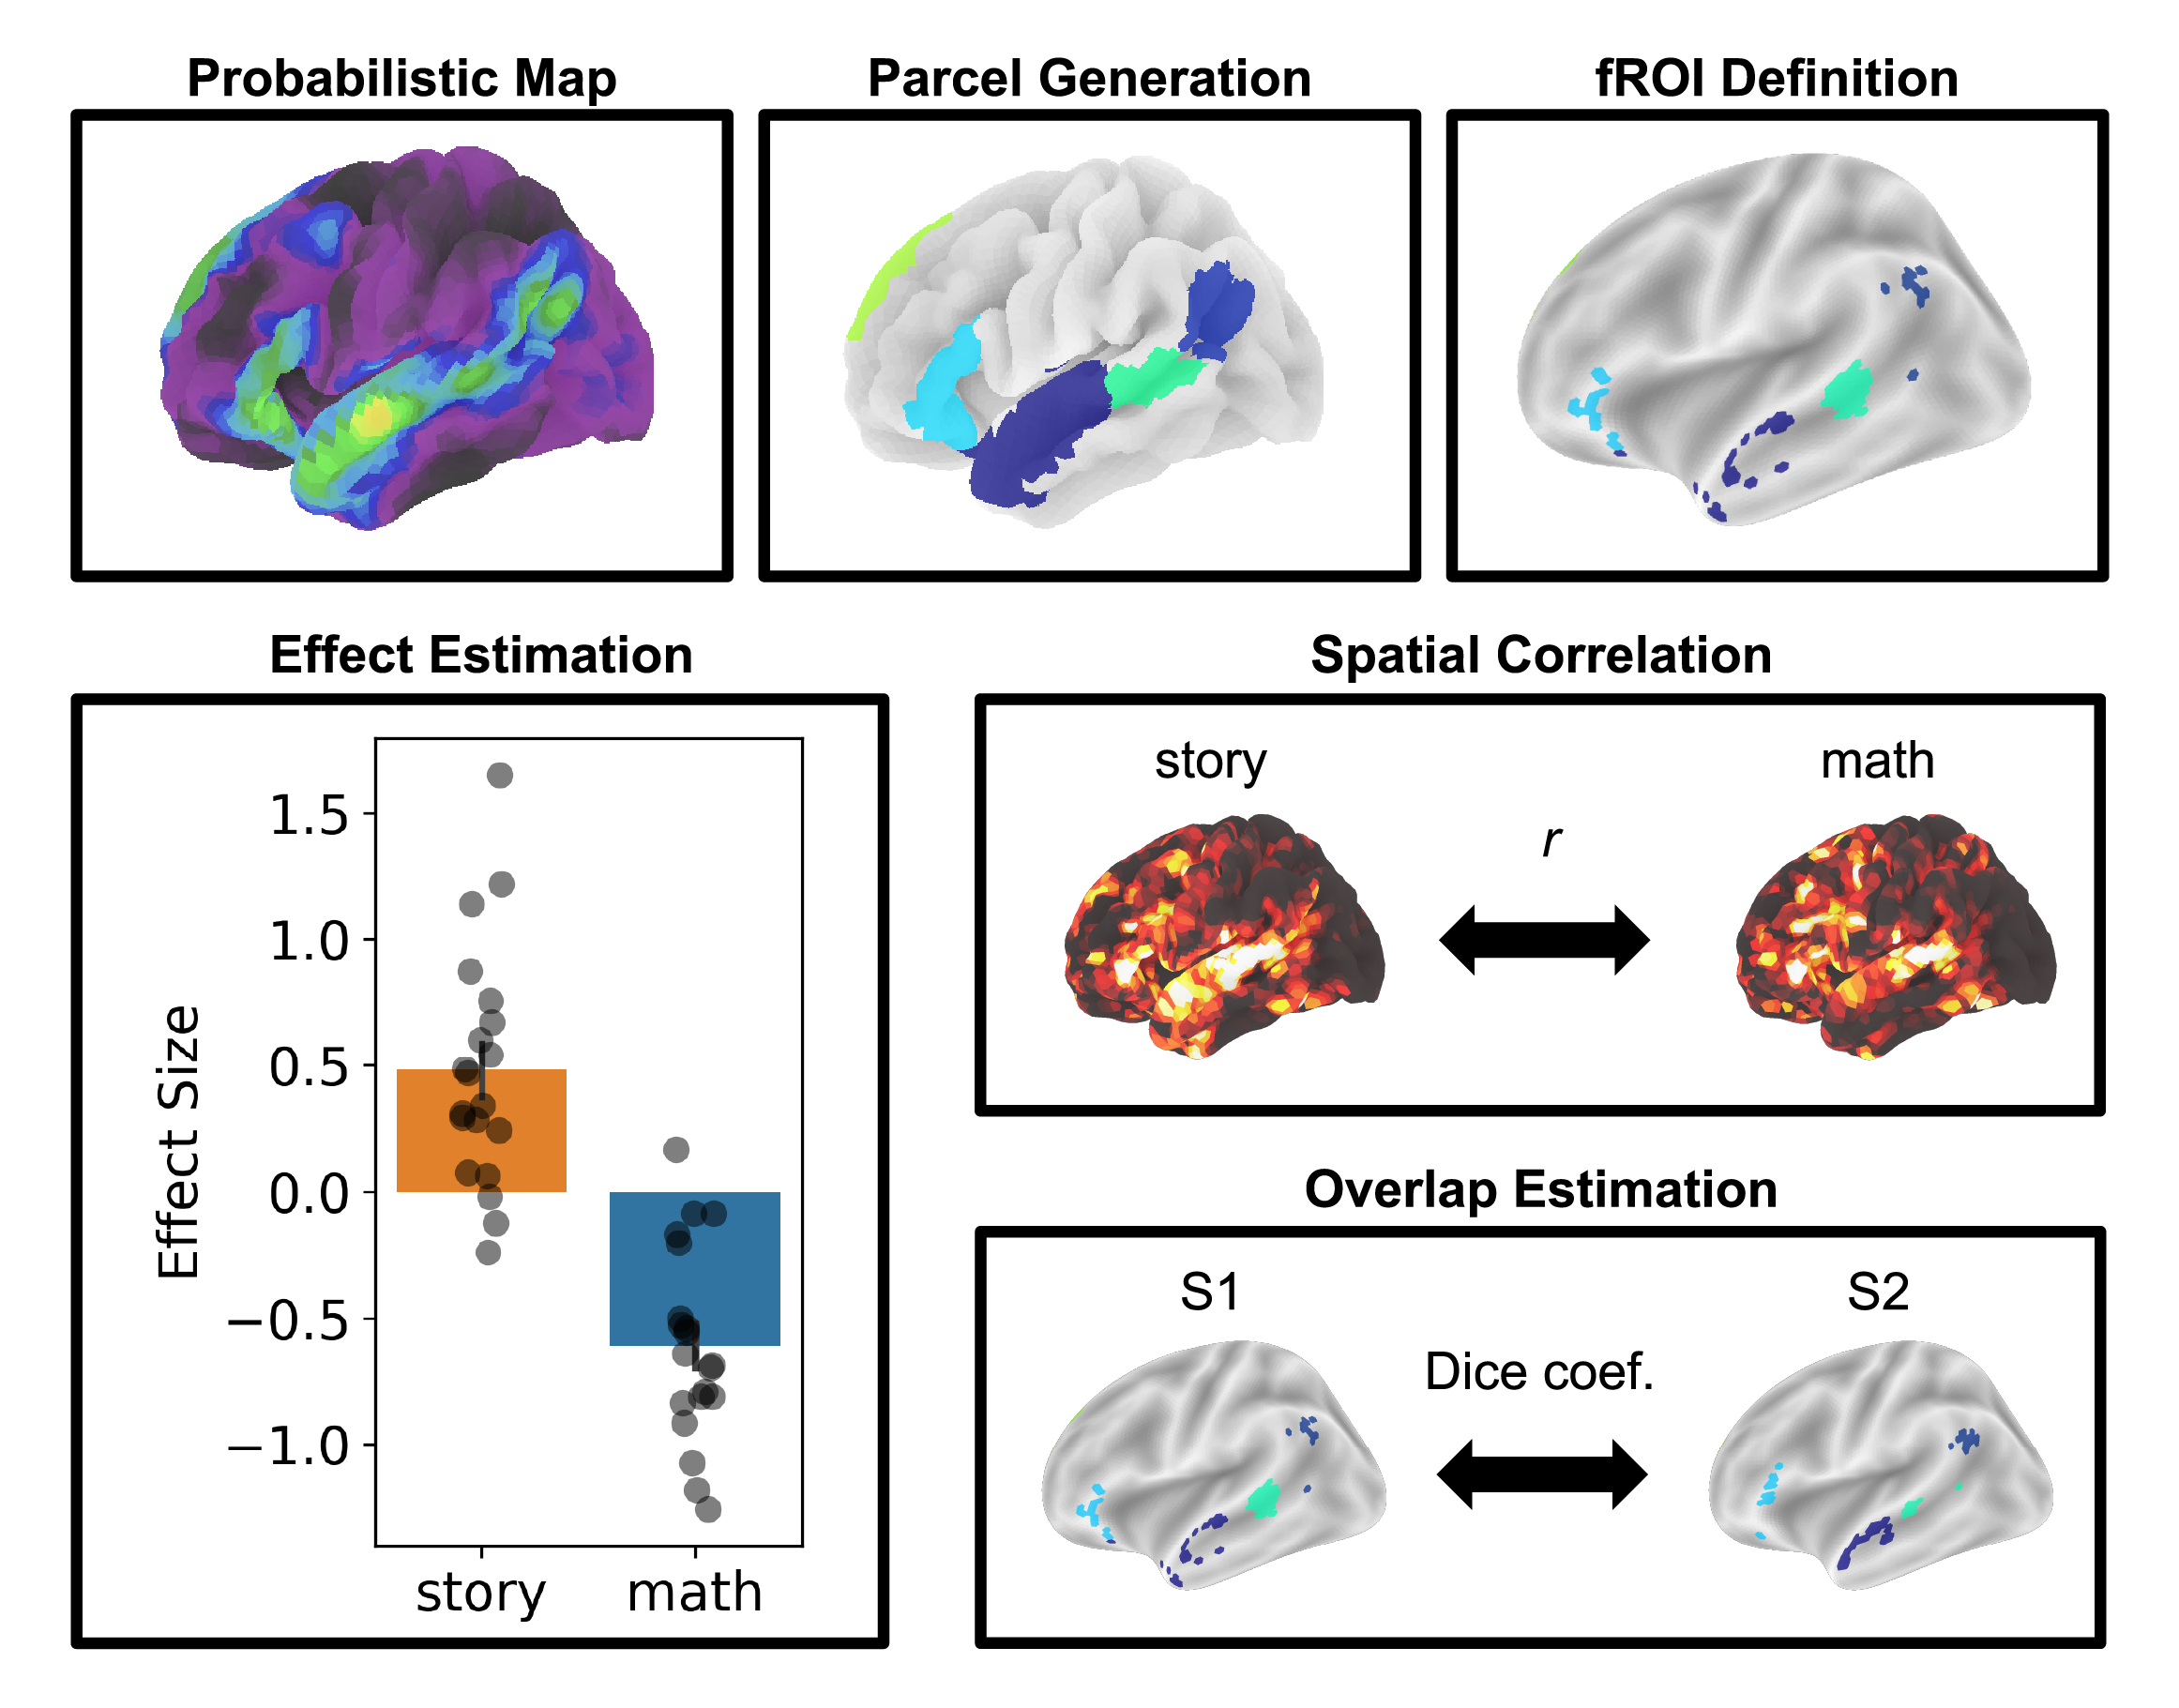 Probabilistic Map
Parcel Generation
fROI Definition
Effect Estimation
Effect Size
1.5
1.0
0.5
0.0
−0.5
−1.0
story
math
Spatial Correlation
story
math
r
Overlap Estimation
S1
S2
Dice coef.